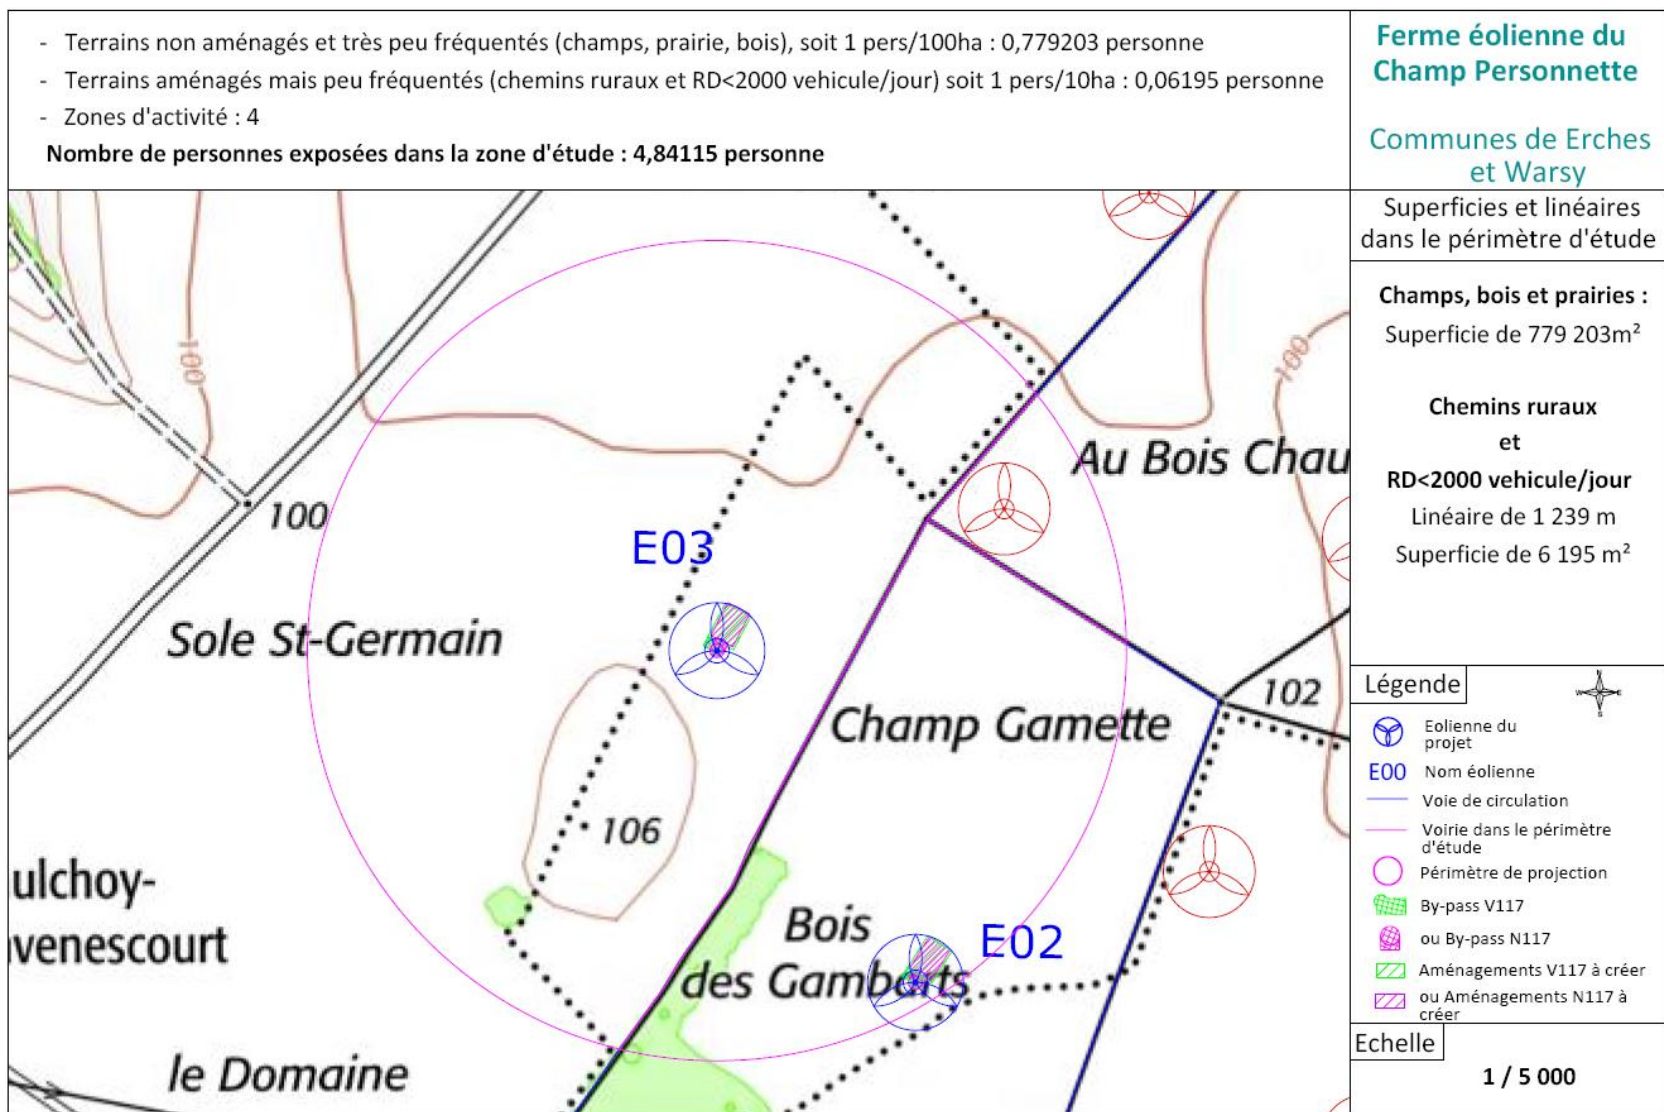 - Terrains non aménagés et très peu fréquentés (champs, prairie, bois), soit 1 pers/100ha : 0,779203 personne
- Terrains aménagés mais peu fréquentés (chemins ruraux et RD<2000 vehicule/jour) soit 1 pers/10ha : 0,06195 personne
- Zones d'activité : 4
Nombre de personnes exposées dans la zone d'étude : 4,84115 personne
Ferme éolienne du
Champ Personnette
Communes de Erches
et Warsy
Superficies et linéaires
dans le périmètre d'étude
Champs, bois et prairies :
Superficie de 779 203m²
Chemins ruraux
et
RD<2000 vehicule/jour
Linéaire de 1 239 m
Superficie de 6 195 m²
100
100
Au Bois Chau
100
E03
Sole St-Germain
Champ Gamette
102
106
ulchoy-
venescourt
Bois
des Gambarts
E02
le Domaine
Légende
N
W
E
S
Eolienne du
projet
E00 Nom éolienne
Voie de circulation
Voirie dans le périmètre
d'étude
Périmètre de projection
By-pass V117
ou By-pass N117
Aménagements V117 à créer
ou Aménagements N117 à
créer
Echelle
1 / 5 000